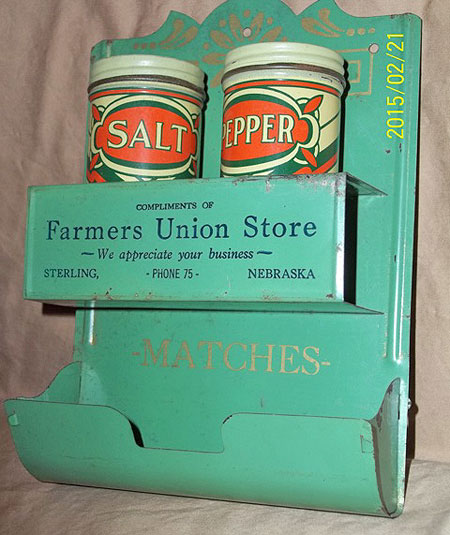 SALT
PEPPER
COMPLIMENTS OF
Farmers Union Store
~ We appreciate your business ~
STERLING, - PHONE 75 - NEBRASKA
-MATCHES-
2015/02/21